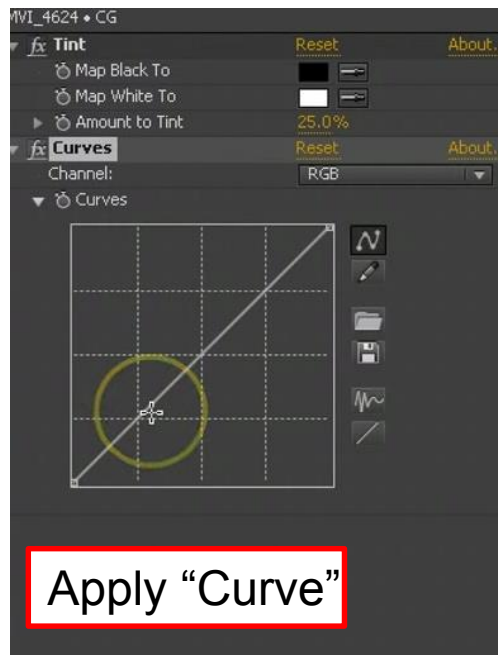 MVI_4624 • CG
fx Tint Reset About.
Map Black To
Map White To
Amount to Tint 25.0%
fx Curves Reset About.
Channel: RGB
Curves
Apply “Curve”